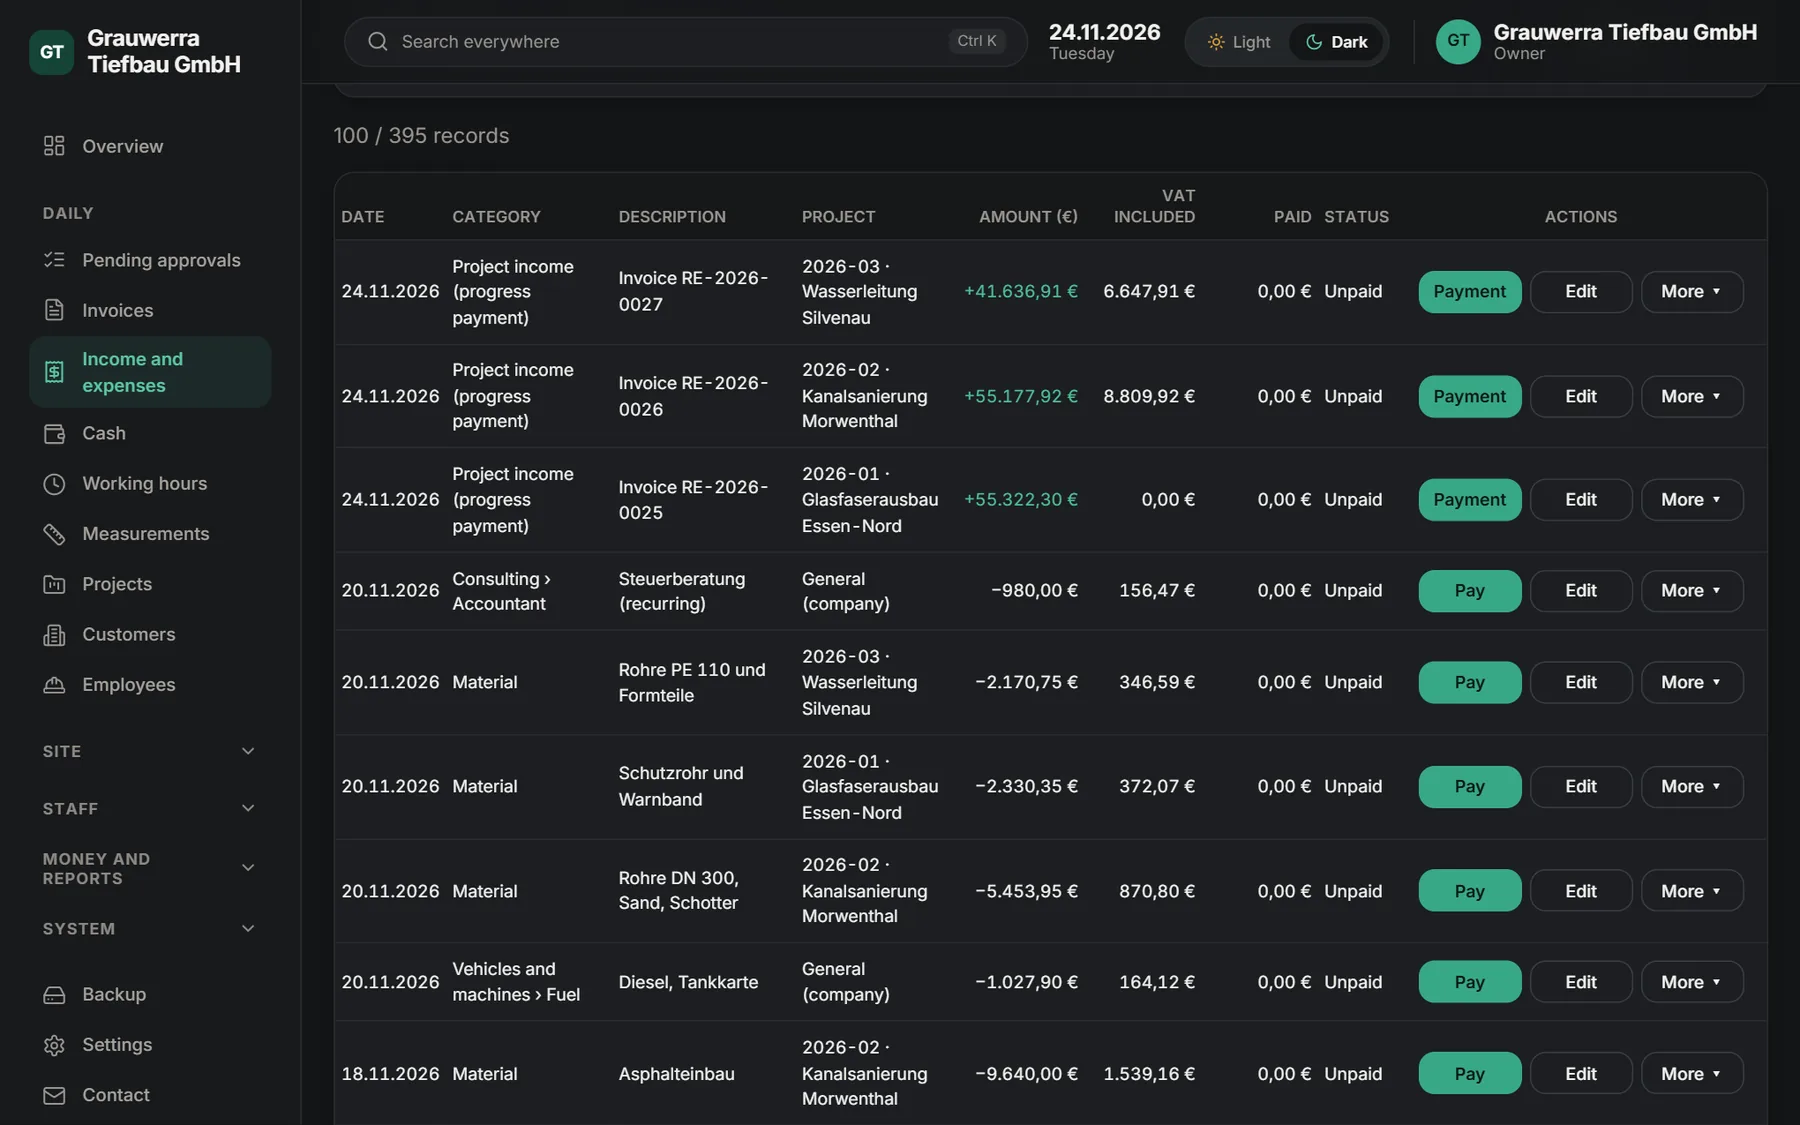 GT
Grauwerra
Tiefbau GmbH
Search everywhere
Ctrl K
24.11.2026
Tuesday
Light
Dark
GT
Grauwerra Tiefbau GmbH
Owner
Overview
DAILY
Pending approvals
Invoices
Income and
expenses
Cash
Working hours
Measurements
Projects
Customers
Employees
SITE
STAFF
MONEY AND
REPORTS
SYSTEM
Backup
Settings
Contact
100 / 395 records
DATE CATEGORY DESCRIPTION PROJECT AMOUNT (€) VAT INCLUDED PAID STATUS ACTIONS
24.11.2026 Project income (progress payment) Invoice RE-2026-0027 2026-03 · Wasserleitung Silvenau +41.636,91 € 6.647,91 € 0,00 € Unpaid Payment Edit More ▾
24.11.2026 Project income (progress payment) Invoice RE-2026-0026 2026-02 · Kanalsanierung Morwenthal +55.177,92 € 8.809,92 € 0,00 € Unpaid Payment Edit More ▾
24.11.2026 Project income (progress payment) Invoice RE-2026-0025 2026-01 · Glasfaserausbau Essen-Nord +55.322,30 € 0,00 € 0,00 € Unpaid Payment Edit More ▾
20.11.2026 Consulting › Accountant Steuerberatung (recurring) General (company) −980,00 € 156,47 € 0,00 € Unpaid Pay Edit More ▾
20.11.2026 Material Rohre PE 110 und Formteile 2026-03 · Wasserleitung Silvenau −2.170,75 € 346,59 € 0,00 € Unpaid Pay Edit More ▾
20.11.2026 Material Schutzrohr und Warnband 2026-01 · Glasfaserausbau Essen-Nord −2.330,35 € 372,07 € 0,00 € Unpaid Pay Edit More ▾
20.11.2026 Material Rohre DN 300, Sand, Schotter 2026-02 · Kanalsanierung Morwenthal −5.453,95 € 870,80 € 0,00 € Unpaid Pay Edit More ▾
20.11.2026 Vehicles and machines › Fuel Diesel, Tankkarte General (company) −1.027,90 € 164,12 € 0,00 € Unpaid Pay Edit More ▾
18.11.2026 Material Asphalteinbau 2026-02 · Kanalsanierung Morwenthal −9.640,00 € 1.539,16 € 0,00 € Unpaid Pay Edit More ▾